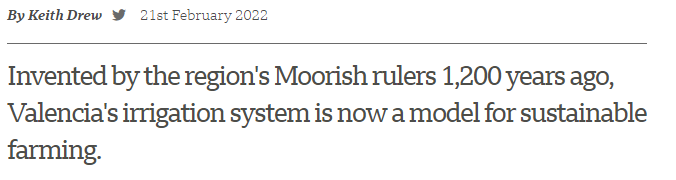 By Keith Drew 21st February 2022
Invented by the region's Moorish rulers 1,200 years ago,
Valencia's irrigation system is now a model for sustainable
farming.